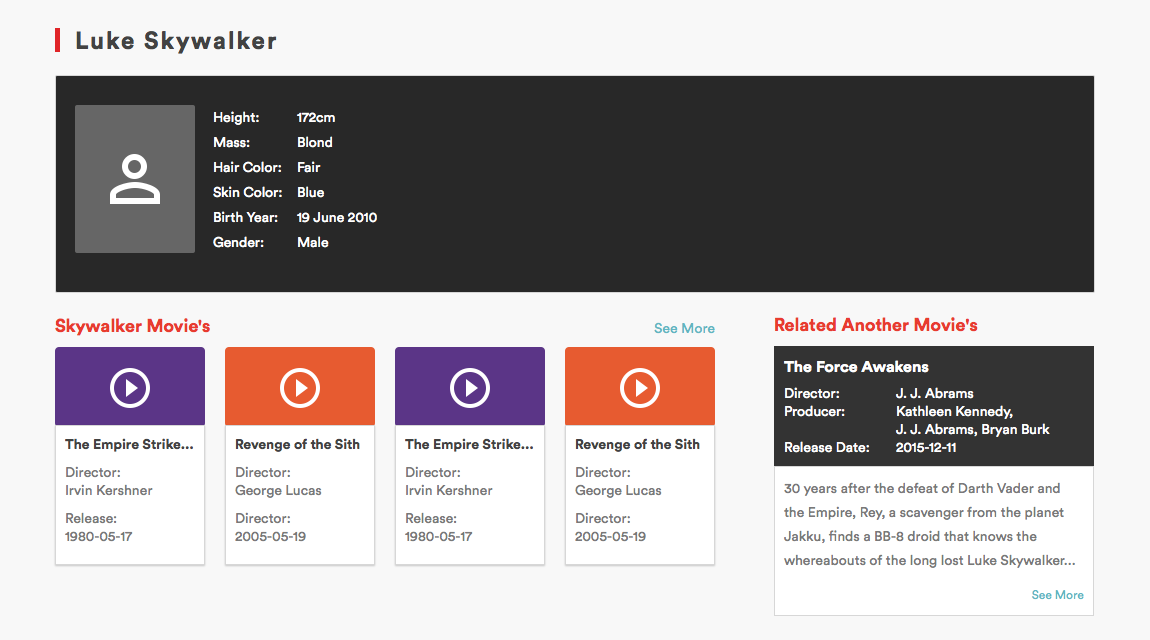 Luke Skywalker
Height: 172cm
Mass: Blond
Hair Color: Fair
Skin Color: Blue
Birth Year: 19 June 2010
Gender: Male
Skywalker Movie's
See More
The Empire Strike...
Director:
Irvin Kershner
Release:
1980-05-17
Revenge of the Sith
Director:
George Lucas
Director:
2005-05-19
The Empire Strike...
Director:
Irvin Kershner
Release:
1980-05-17
Revenge of the Sith
Director:
George Lucas
Director:
2005-05-19
Related Another Movie's
The Force Awakens
Director: J. J. Abrams
Producer: Kathleen Kennedy,
J. J. Abrams, Bryan Burk
Release Date: 2015-12-11
30 years after the defeat of Darth Vader and
the Empire, Rey, a scavenger from the planet
Jakku, finds a BB-8 droid that knows the
whereabouts of the long lost Luke Skywalker...
See More